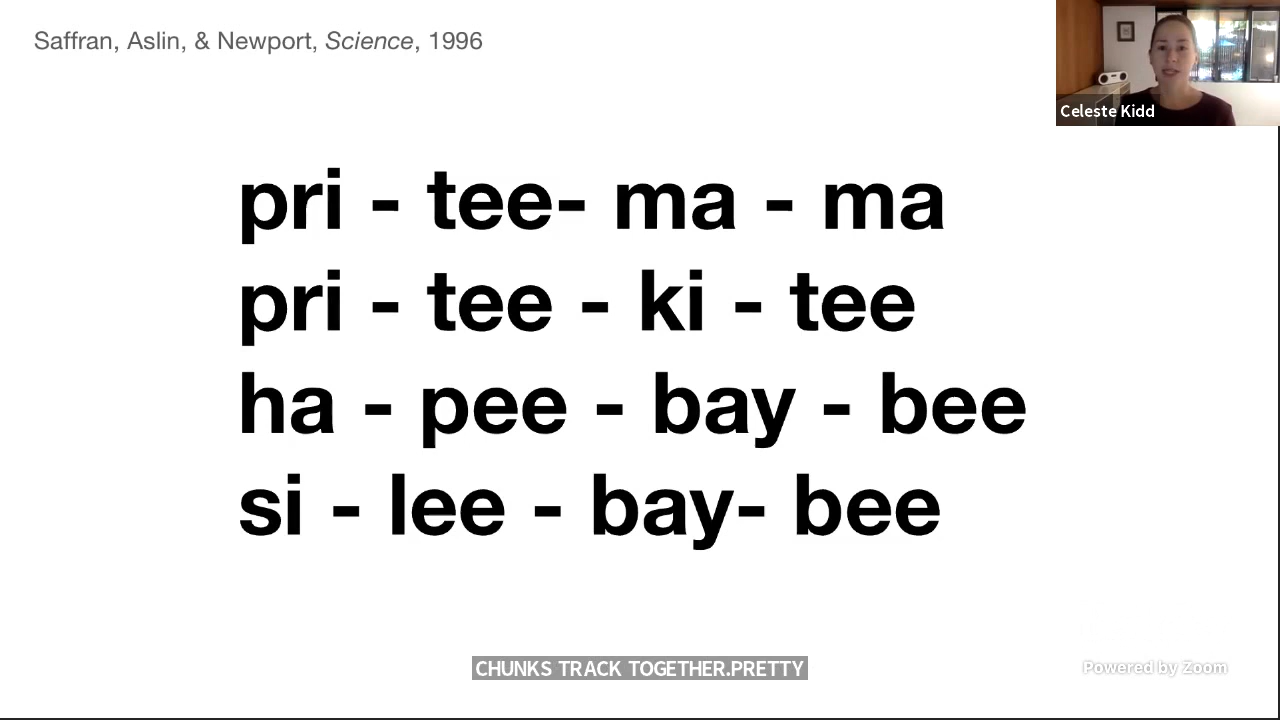 Saffran, Aslin, & Newport, Science, 1996
Celeste Kidd
pri - tee- ma - ma
pri - tee - ki - tee
ha - pee - bay - bee
si - lee - bay- bee
CHUNKS TRACK TOGETHER.PRETTY
Powered by Zoom